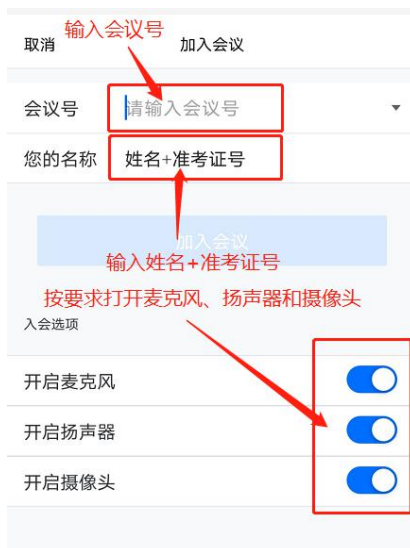 输入会议号
取消 加入会议
会议号 请输入会议号
您的名称 姓名+准考证号
加入会议
输入姓名+准考证号
按要求打开麦克风、扬声器和摄像头
入会选项
开启麦克风
开启扬声器
开启摄像头